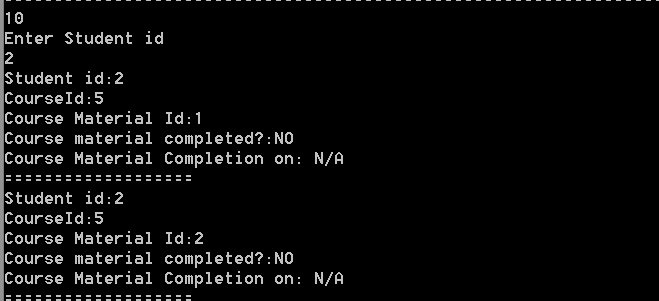 10
Enter Student id
2
Student id:2
CourseId:5
Course Material Id:1
Course material completed?:NO
Course Material Completion on: N/A
===================
Student id:2
CourseId:5
Course Material Id:2
Course material completed?:NO
Course Material Completion on: N/A
===================